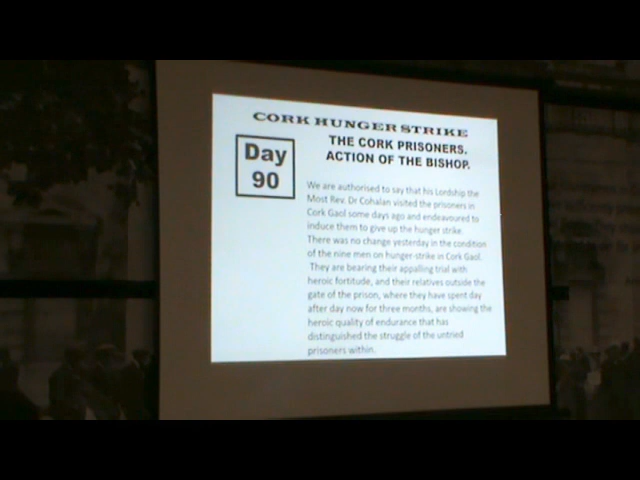 CORK HUNGER STRIKE
Day
90
THE CORK PRISONERS.
ACTION OF THE BISHOP.
We are authorised to say that his Lordship the
Most Rev. Dr Cohalan visited the prisoners in
Cork Gaol some days ago and endeavoured to
induce them to give up the hunger strike.
There was no change yesterday in the condition
of the nine men on hunger-strike in Cork Gaol.
They are bearing their appalling trial with
heroic fortitude, and their relatives outside the
gate of the prison, where they have spent day
after day now for three months, are showing the
heroic quality of endurance that has
distinguished the struggle of the untried
prisoners within.